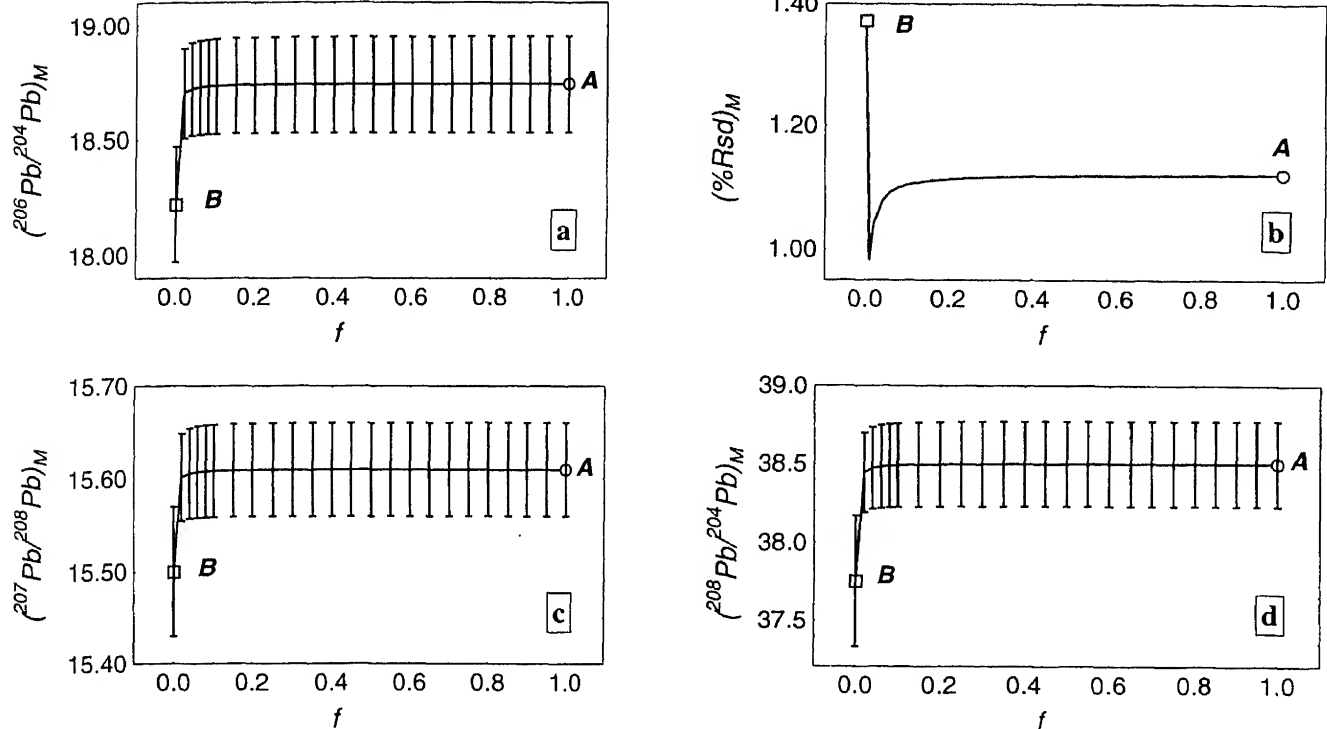 (206Pb/204Pb)M
19.00
18.50
18.00
B
A
a
0.0 0.2 0.4 0.6 0.8 1.0
f
(%Rsd)M
1.40
1.20
1.00
B
A
b
0.0 0.2 0.4 0.6 0.8 1.0
f
(207Pb/208Pb)M
15.70
15.60
15.50
15.40
B
A
c
0.0 0.2 0.4 0.6 0.8 1.0
f
(208Pb/204Pb)M
39.0
38.5
38.0
37.5
B
A
d
0.0 0.2 0.4 0.6 0.8 1.0
f